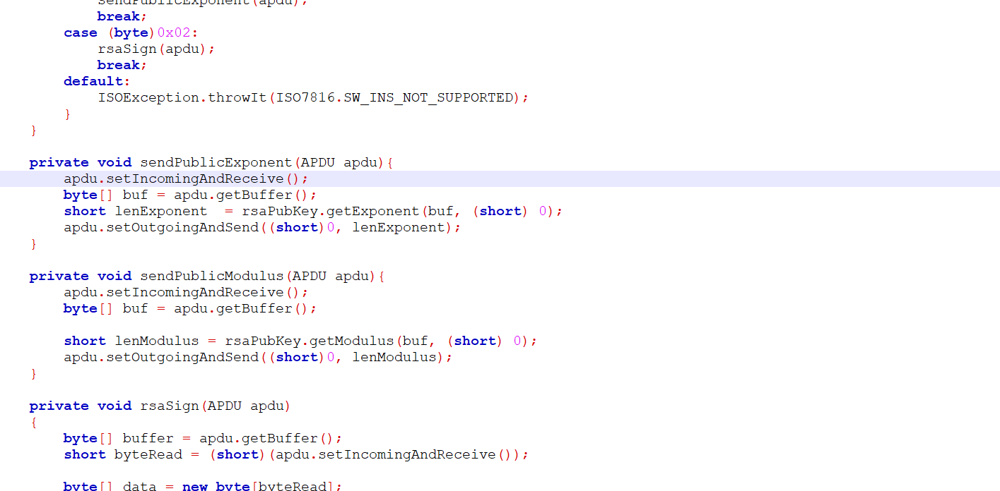 sendPublicExponent(apdu);
            break;
        case (byte)0x02:
            rsaSign(apdu);
            break;
        default:
            ISOException.throwIt(ISO7816.SW_INS_NOT_SUPPORTED);
        }
    }

    private void sendPublicExponent(APDU apdu){
        apdu.setIncomingAndReceive();
        byte[] buf = apdu.getBuffer();
        short lenExponent  = rsaPubKey.getExponent(buf, (short) 0);
        apdu.setOutgoingAndSend((short)0, lenExponent);
    }

    private void sendPublicModulus(APDU apdu){
        apdu.setIncomingAndReceive();
        byte[] buf = apdu.getBuffer();

        short lenModulus = rsaPubKey.getModulus(buf, (short) 0);
        apdu.setOutgoingAndSend((short)0, lenModulus);
    }

    private void rsaSign(APDU apdu)
    {
        byte[] buffer = apdu.getBuffer();
        short byteRead = (short)(apdu.setIncomingAndReceive());

        byte[] data = new byte[byteRead];